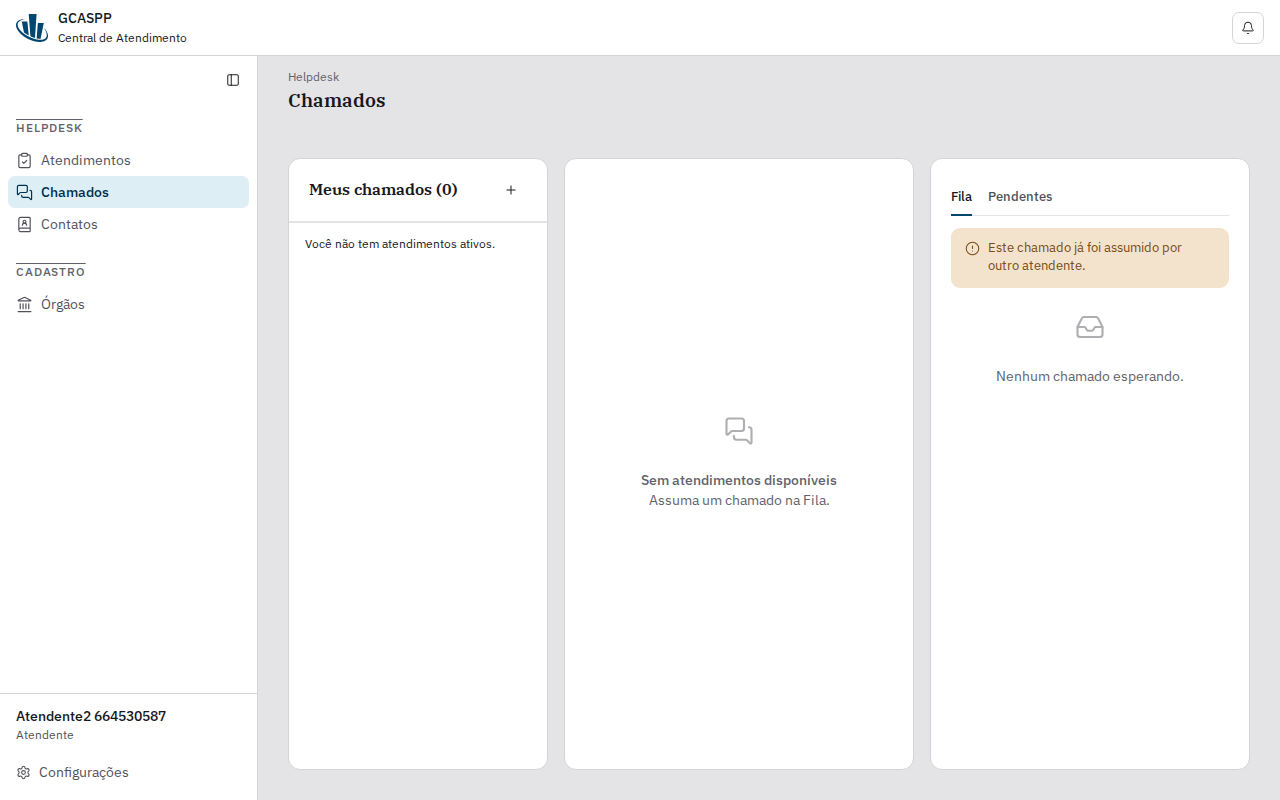 GCASPP
Central de Atendimento
HELPDESK
Atendimentos
Chamados
Contatos
CADASTRO
Órgãos
Atendente2 664530587
Atendente
Configurações
Helpdesk
Chamados
Meus chamados (0)
Você não tem atendimentos ativos.
Sem atendimentos disponíveis
Assuma um chamado na Fila.
Fila Pendentes
Este chamado já foi assumido por
outro atendente.
Nenhum chamado esperando.